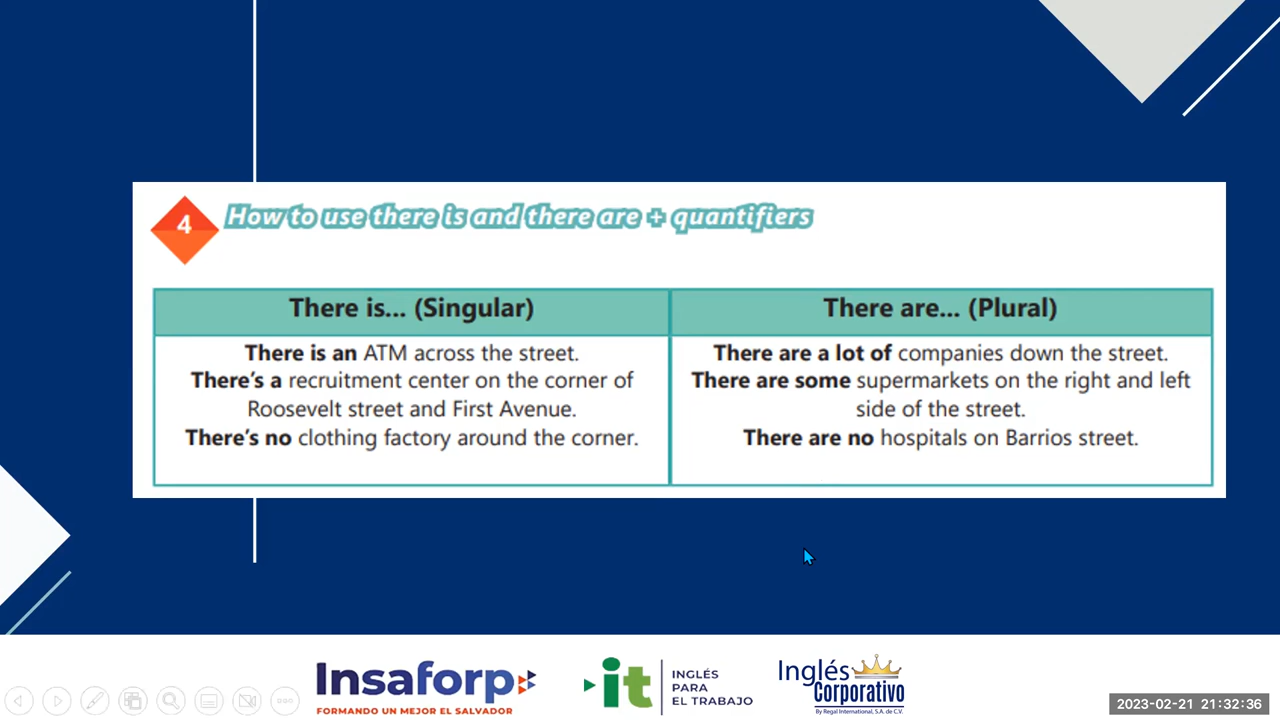 4
How to use there is and there are + quantifiers
There is... (Singular)
There are... (Plural)
There is an ATM across the street.
There's a recruitment center on the corner of
Roosevelt street and First Avenue.
There's no clothing factory around the corner.
There are a lot of companies down the street.
There are some supermarkets on the right and left
side of the street.
There are no hospitals on Barrios street.
Insaforp
FORMANDO UN MEJOR EL SALVADOR
it
INGLÉS
PARA
EL TRABAJO
Inglés
Corporativo
By Regal International, S.A. de C.V.
2023-02-21 21:32:36